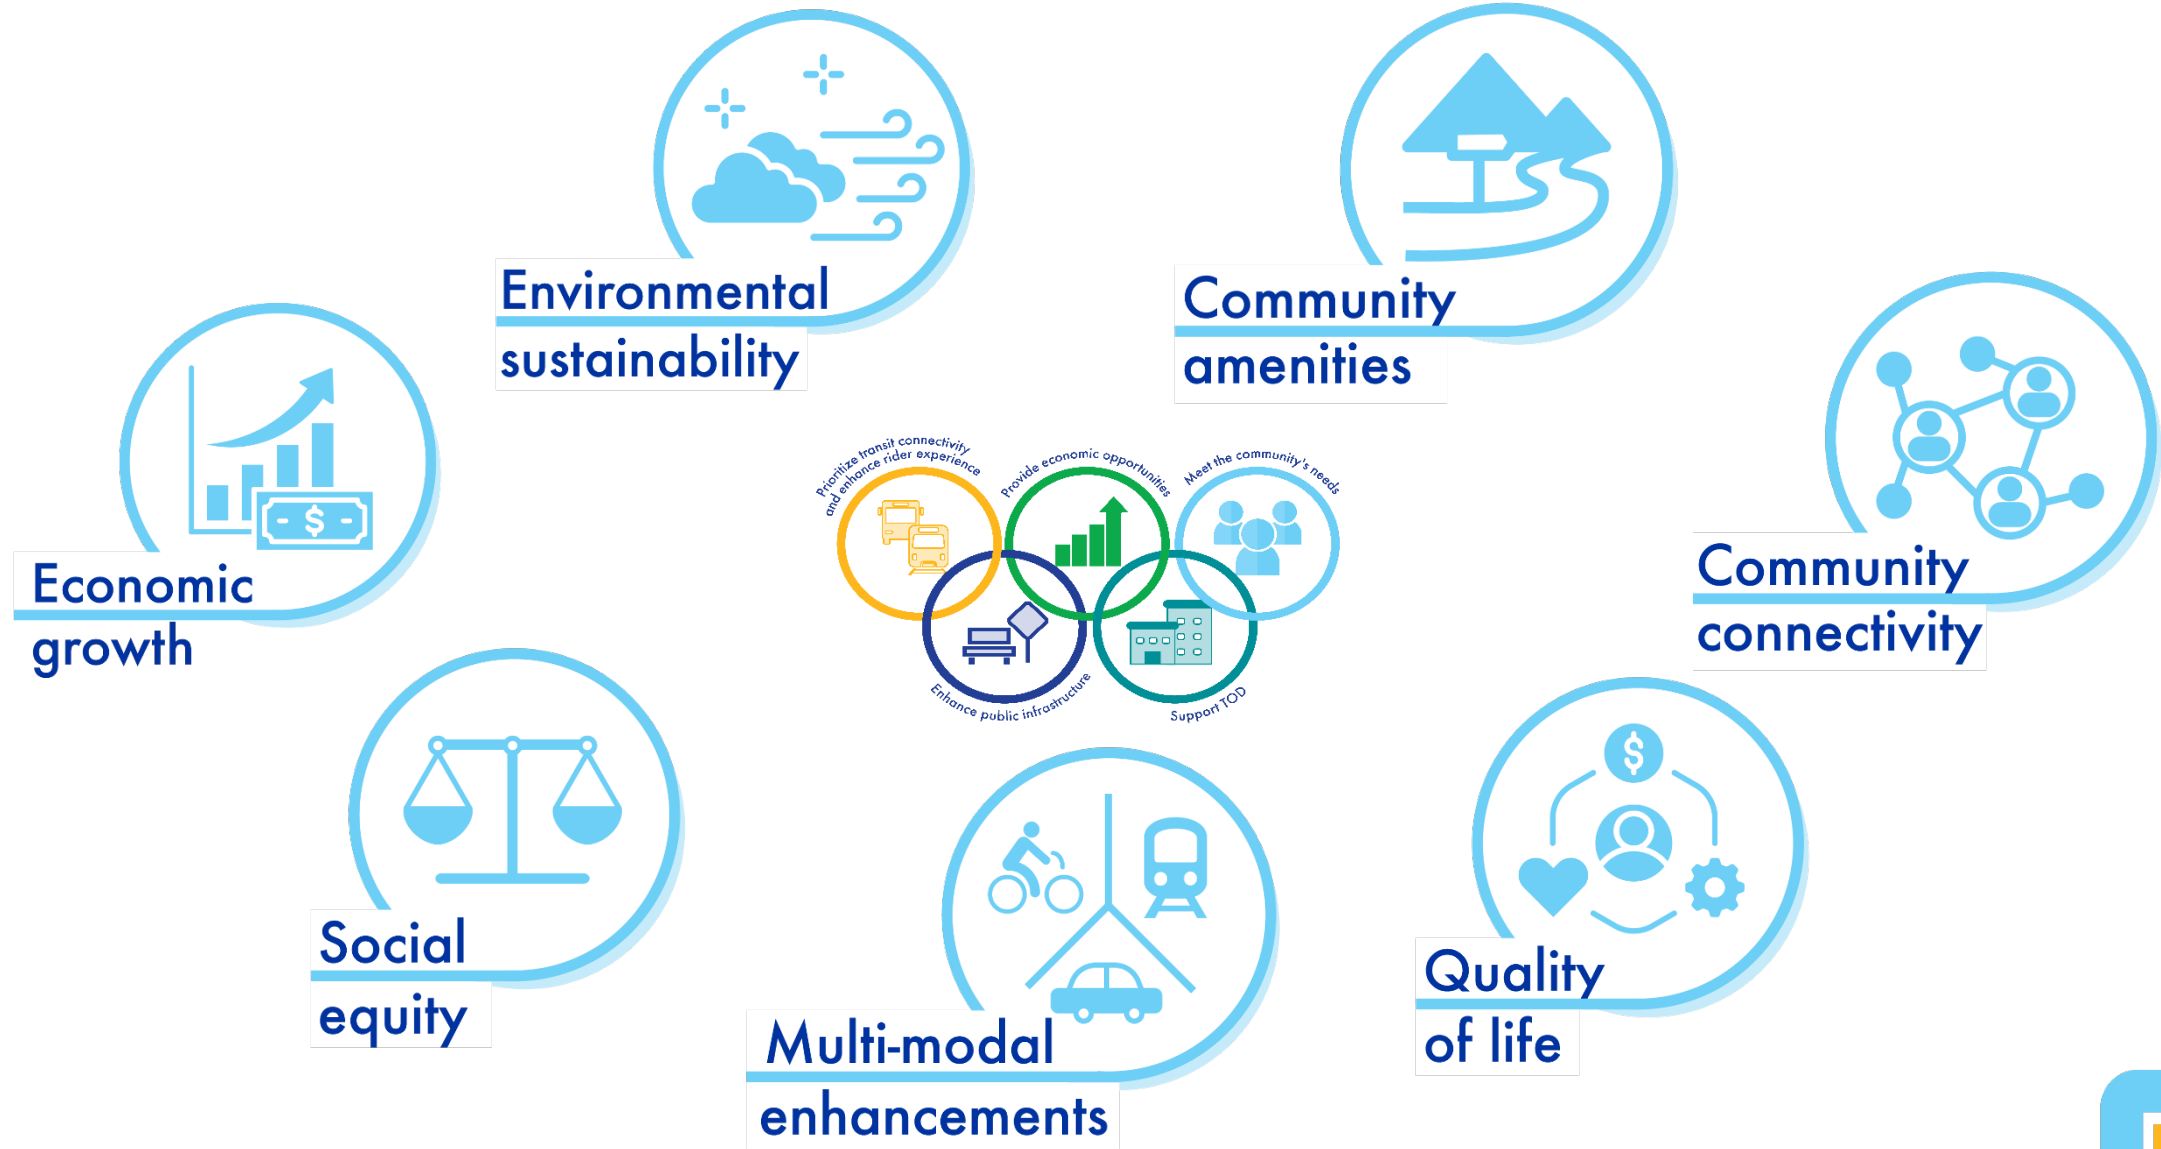 Environmental
sustainability
Community
amenities
Economic
growth
Community
connectivity
Prioritize transit connectivity
and enhance rider experience
Provide economic opportunities
Meet the community's needs
Enhance public infrastructure
Support TOD
$
Social
equity
Multi-modal
enhancements
$
Quality
of life